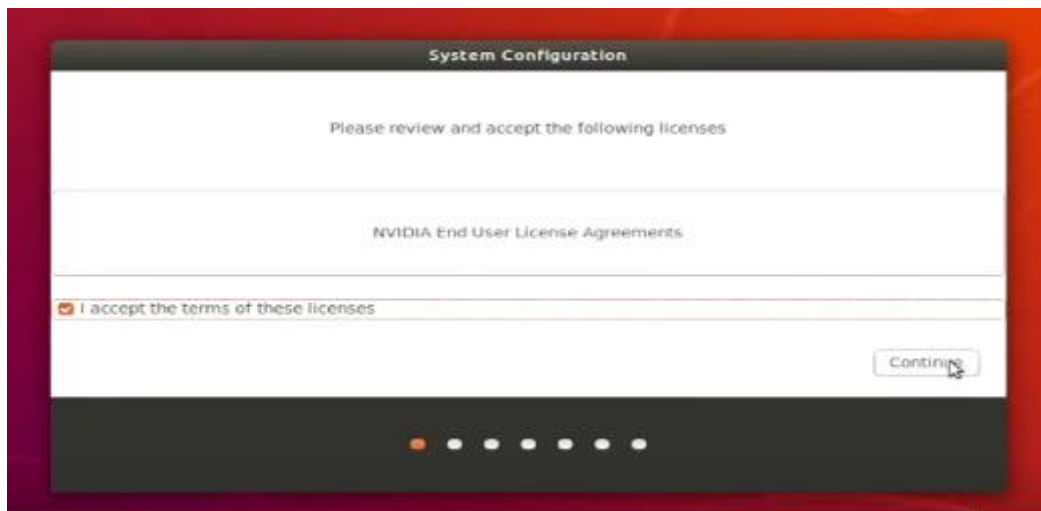 System Configuration
Please review and accept the following licenses
NVIDIA End User License Agreements
I accept the terms of these licenses
Continue